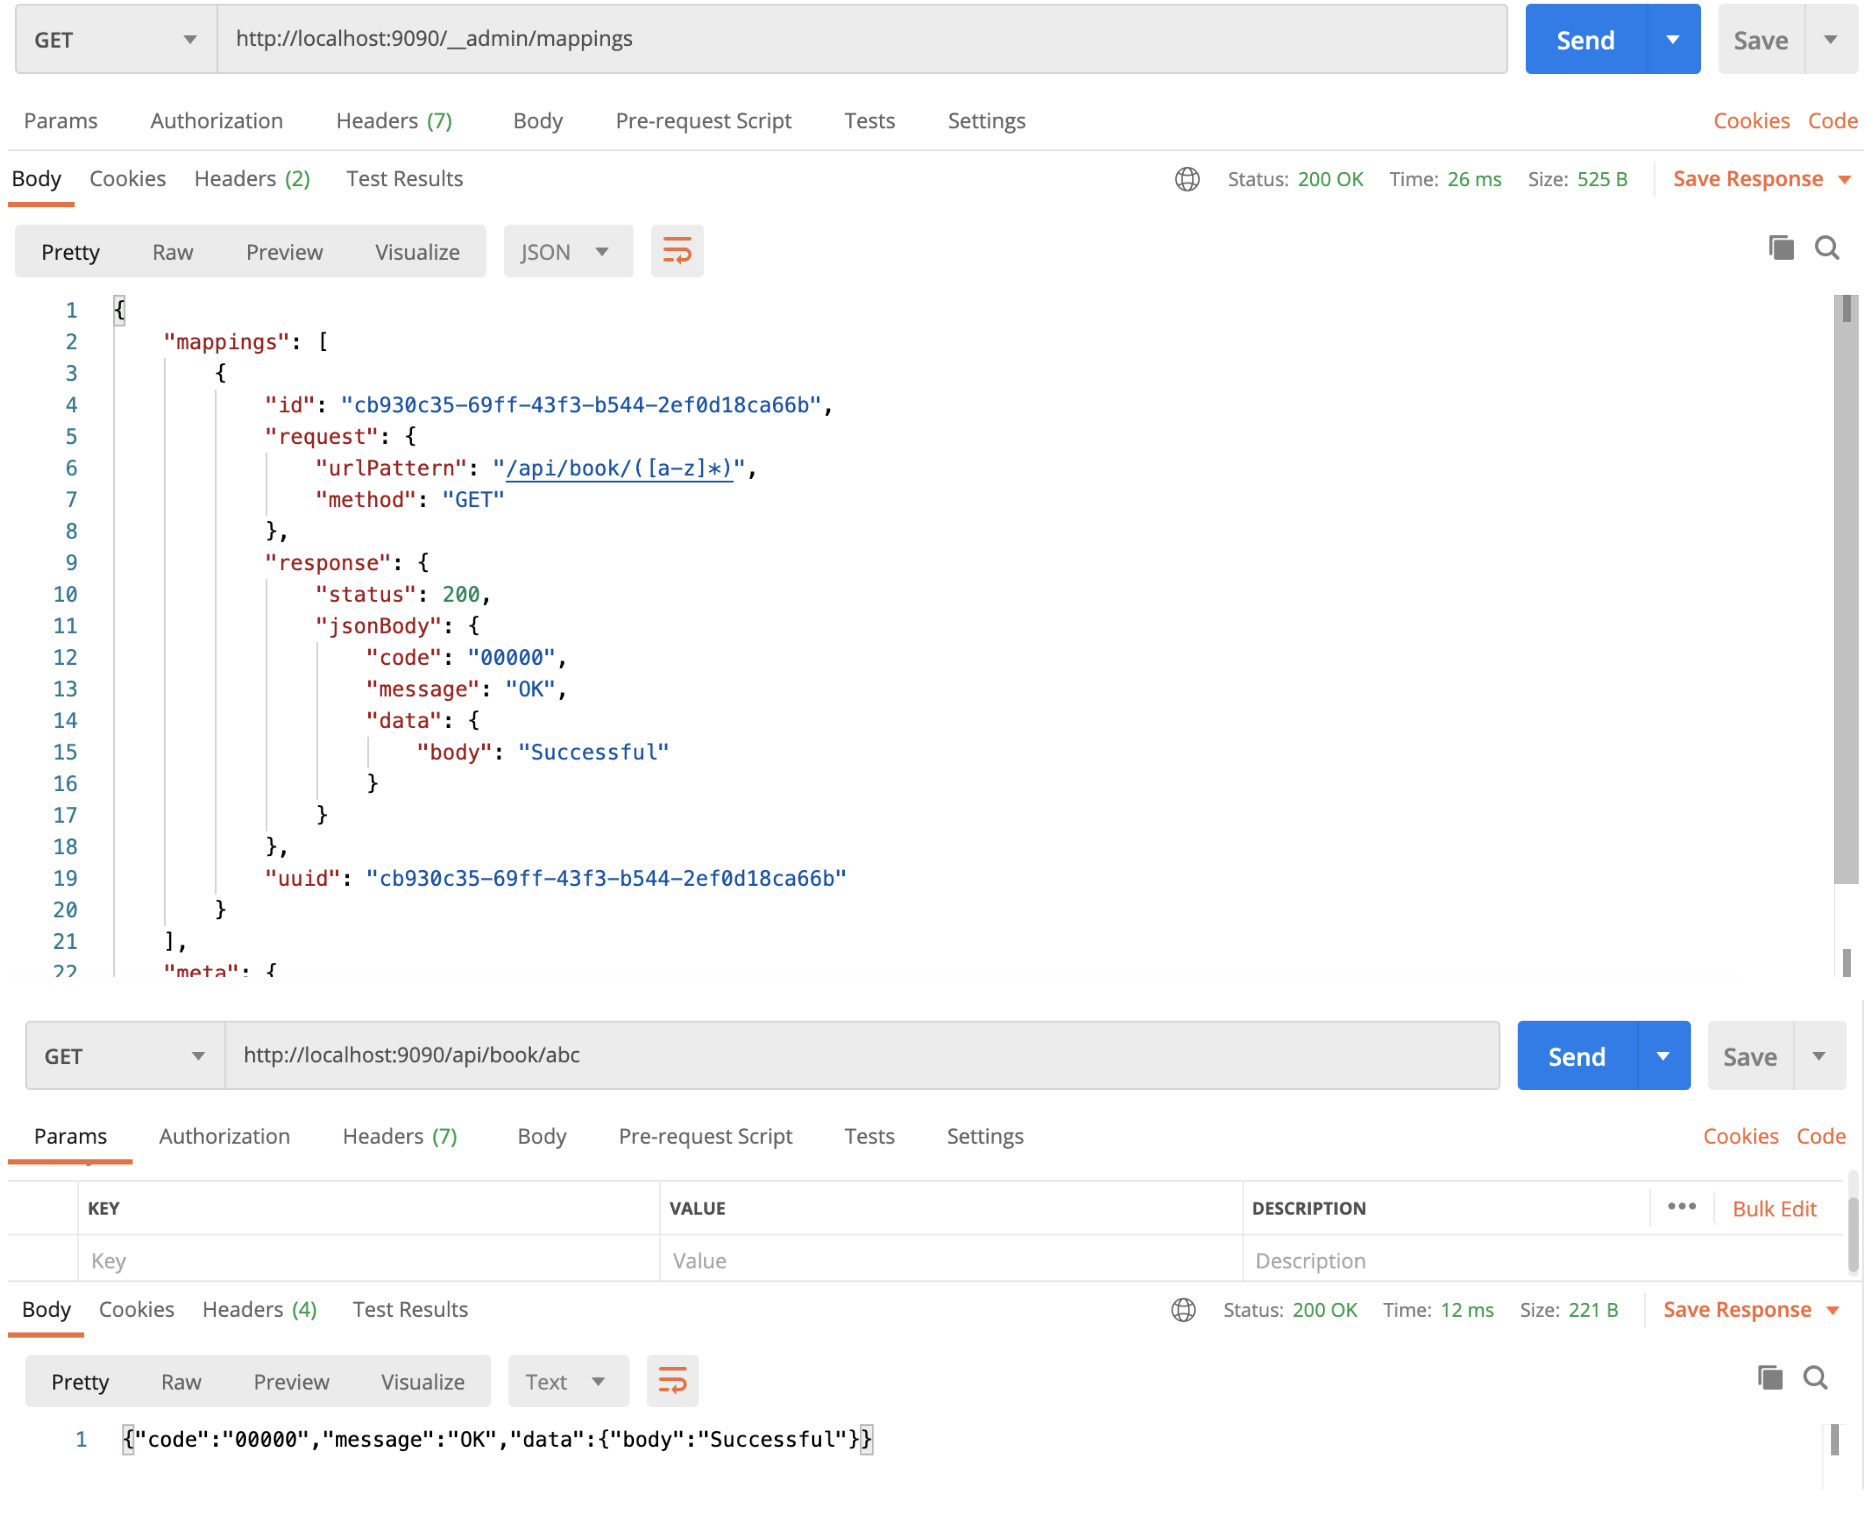 GET http://localhost:9090/__admin/mappings Send Save
Params Authorization Headers (7) Body Pre-request Script Tests Settings Cookies Code
Body Cookies Headers (2) Test Results Status: 200 OK Time: 26 ms Size: 525 B Save Response
Pretty Raw Preview Visualize JSON
1 {
2 "mappings": [
3 {
4 "id": "cb930c35-69ff-43f3-b544-2ef0d18ca66b",
5 "request": {
6 "urlPattern": "/api/book/([a-z]*)",
7 "method": "GET"
8 },
9 "response": {
10 "status": 200,
11 "jsonBody": {
12 "code": "00000",
13 "message": "OK",
14 "data": {
15 "body": "Successful"
16 }
17 }
18 },
19 "uuid": "cb930c35-69ff-43f3-b544-2ef0d18ca66b"
20 }
21 ],
22 "meta": {
GET http://localhost:9090/api/book/abc Send Save
Params Authorization Headers (7) Body Pre-request Script Tests Settings Cookies Code
KEY VALUE DESCRIPTION ••• Bulk Edit
Key Value Description
Body Cookies Headers (4) Test Results Status: 200 OK Time: 12 ms Size: 221 B Save Response
Pretty Raw Preview Visualize Text
1 {"code":"00000","message":"OK","data":{"body":"Successful"}}